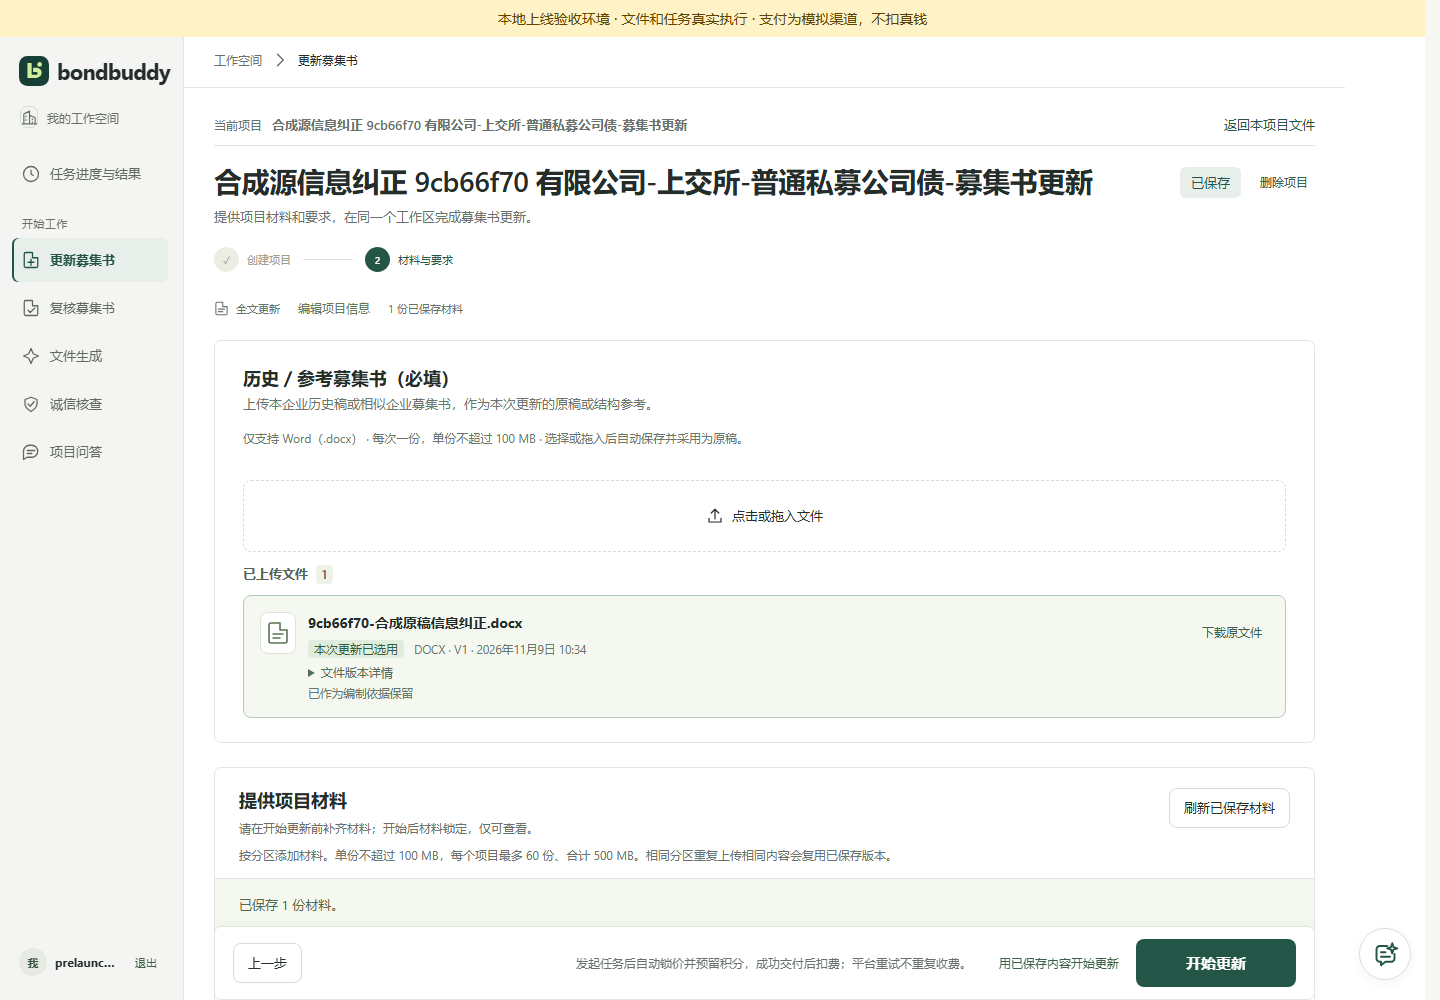 本地上线验收环境 · 文件和任务真实执行 · 支付为模拟渠道，不扣真钱
bondbuddy
我的工作空间
任务进度与结果
开始工作
更新募集书
复核募集书
文件生成
诚信核查
项目问答
我 prelaunc... 退出
工作空间 > 更新募集书
当前项目 合成源信息纠正 9cb66f70 有限公司-上交所-普通私募公司债-募集书更新
返回本项目文件
合成源信息纠正 9cb66f70 有限公司-上交所-普通私募公司债-募集书更新
已保存 删除项目
提供项目材料和要求，在同一个工作区完成募集书更新。
✓ 创建项目 2 材料与要求
全文更新 编辑项目信息 1 份已保存材料
历史 / 参考募集书（必填）
上传本企业历史稿或相似企业募集书，作为本次更新的原稿或结构参考。
仅支持 Word（.docx） · 每次一份，单份不超过 100 MB · 选择或拖入后自动保存并采用为原稿。
点击或拖入文件
已上传文件 1
9cb66f70-合成原稿信息纠正.docx
本次更新已选用 DOCX · V1 · 2026年11月9日 10:34
▶ 文件版本详情
已作为编制依据保留
下载原文件
提供项目材料
刷新已保存材料
请在开始更新前补齐材料；开始后材料锁定，仅可查看。
按分区添加材料。单份不超过 100 MB，每个项目最多 60 份、合计 500 MB。相同分区重复上传相同内容会复用已保存版本。
已保存 1 份材料。
上一步
发起任务后自动锁价并预留积分，成功交付后扣费；平台重试不重复收费。
用已保存内容开始更新
开始更新